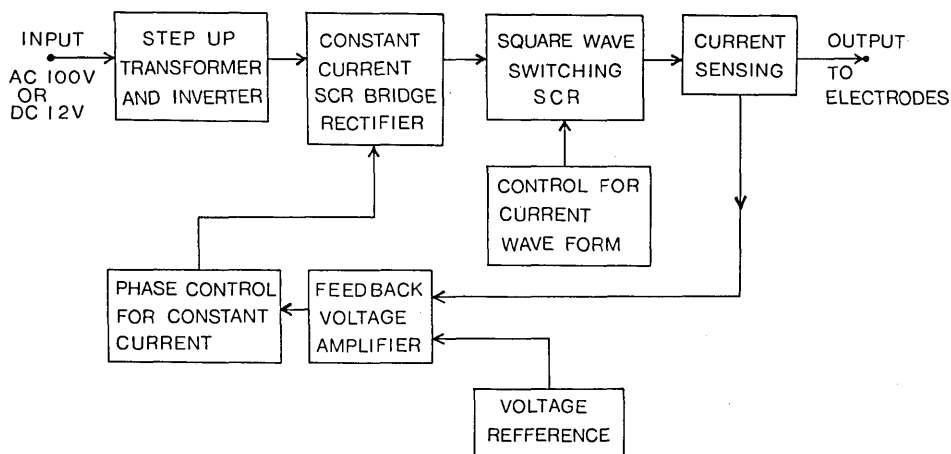 INPUT
AC 100V
OR
DC 12V
STEP UP
TRANSFORMER
AND INVERTER
CONSTANT
CURRENT
SCR BRIDGE
RECTIFIER
SQUARE WAVE
SWITCHING
SCR
CURRENT
SENSING
OUTPUT
TO
ELECTRODES
CONTROL FOR
CURRENT
WAVE FORM
PHASE CONTROL
FOR CONSTANT
CURRENT
FEEDBACK
VOLTAGE
AMPLIFIER
VOLTAGE
REFFERENCE